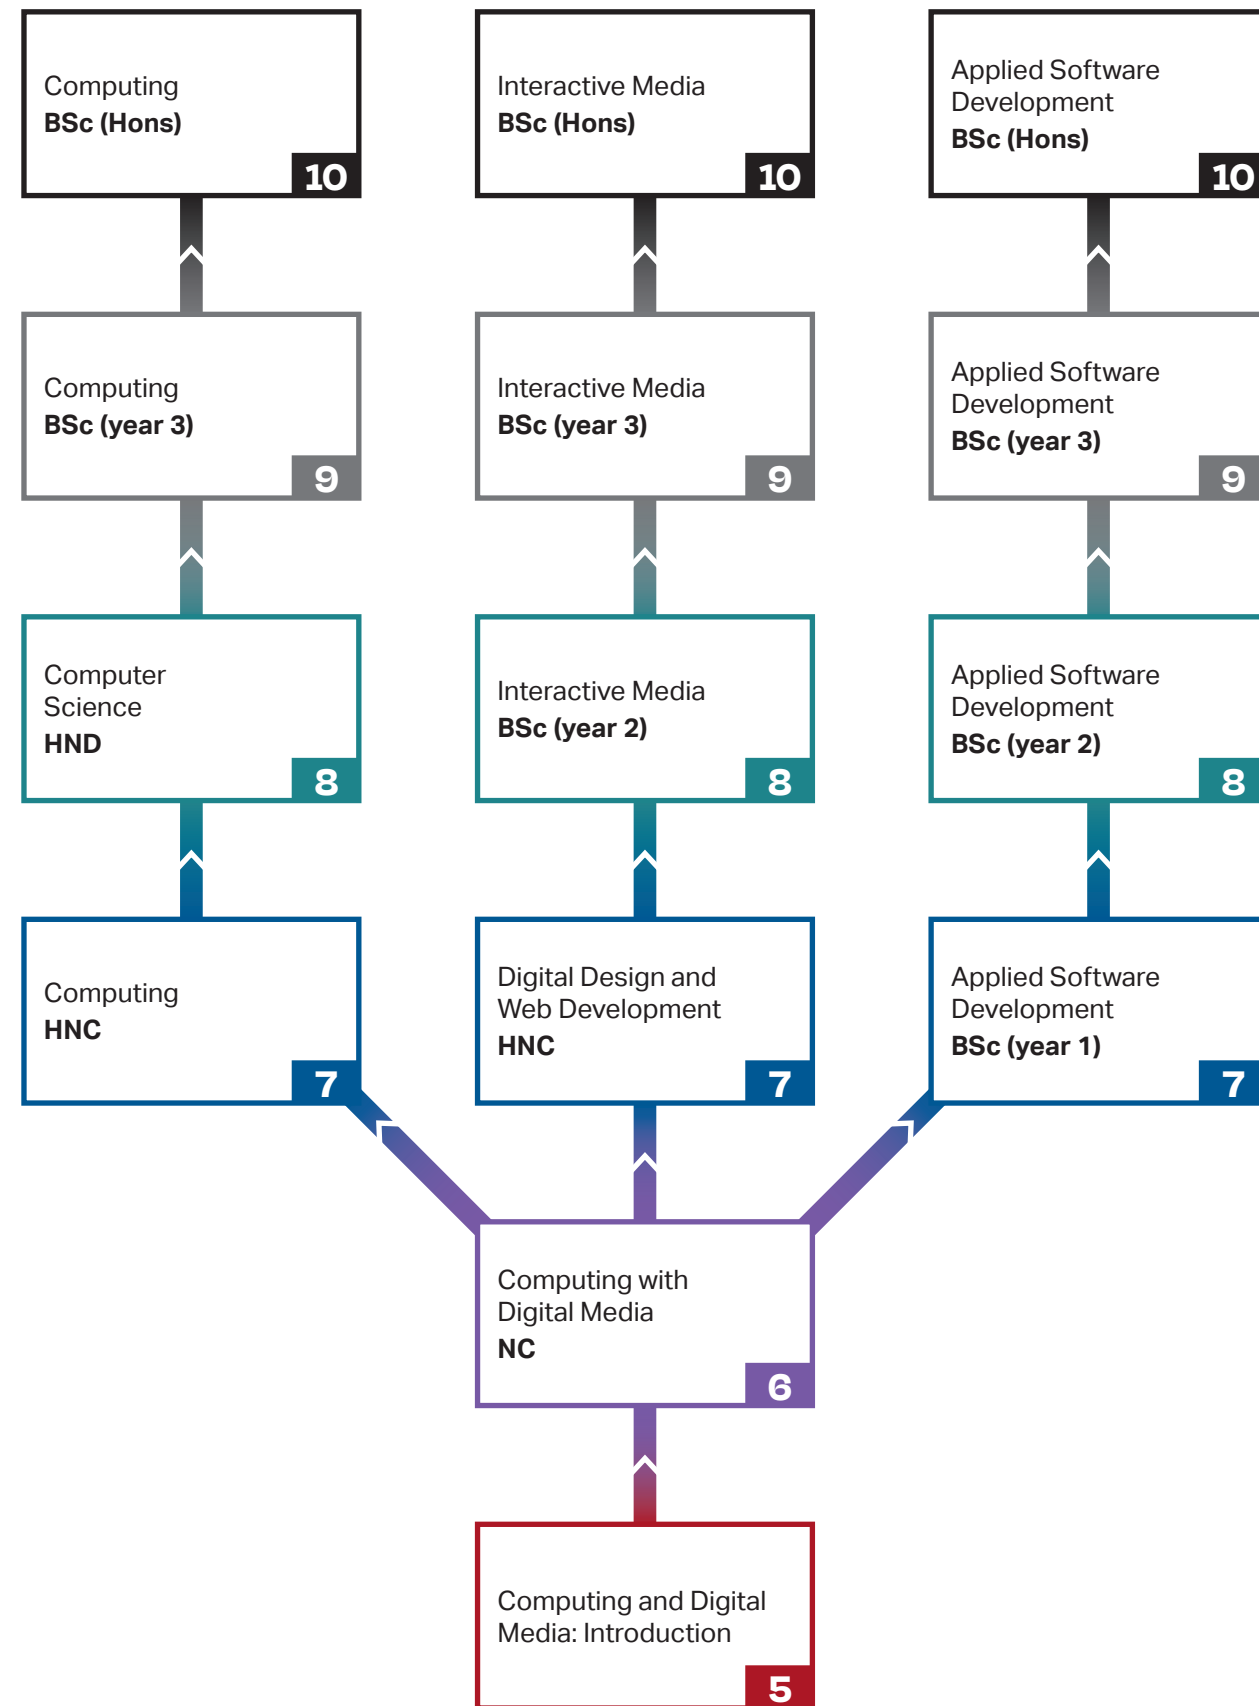 Computing
BSc (Hons)
10
Interactive Media
BSc (Hons)
10
Applied Software
Development
BSc (Hons)
10
Computing
BSc (year 3)
9
Interactive Media
BSc (year 3)
9
Applied Software
Development
BSc (year 3)
9
Computer
Science
HND
8
Interactive Media
BSc (year 2)
8
Applied Software
Development
BSc (year 2)
8
Computing
HNC
7
Digital Design and
Web Development
HNC
7
Applied Software
Development
BSc (year 1)
7
Computing with
Digital Media
NC
6
Computing and Digital
Media: Introduction
5